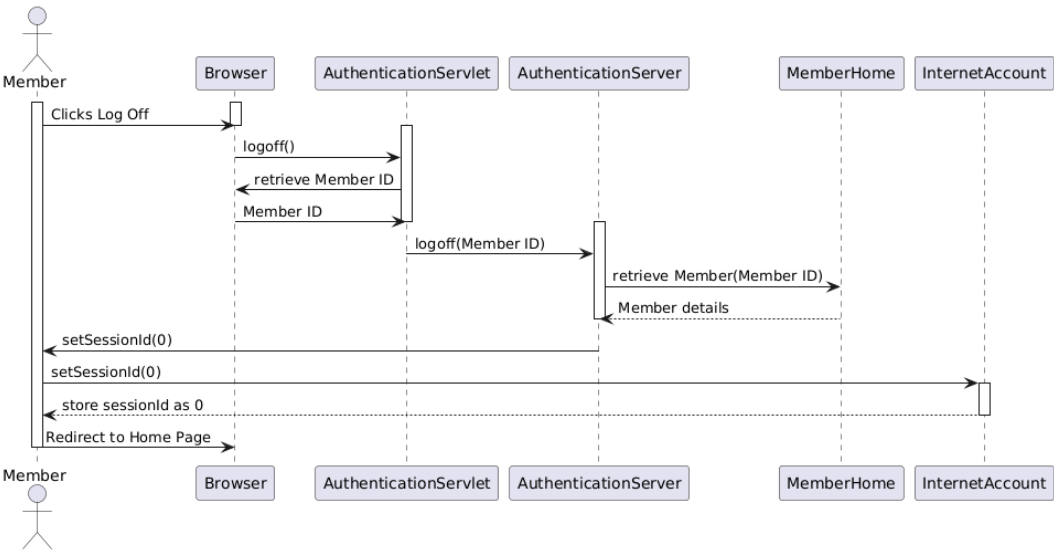 Member
Browser
AuthenticationServlet
AuthenticationServer
MemberHome
InternetAccount
Clicks Log Off
logoff()
retrieve Member ID
Member ID
logoff(Member ID)
retrieve Member(Member ID)
Member details
setSessionId(0)
setSessionId(0)
store sessionId as 0
Redirect to Home Page
Member
Browser
AuthenticationServlet
AuthenticationServer
MemberHome
InternetAccount